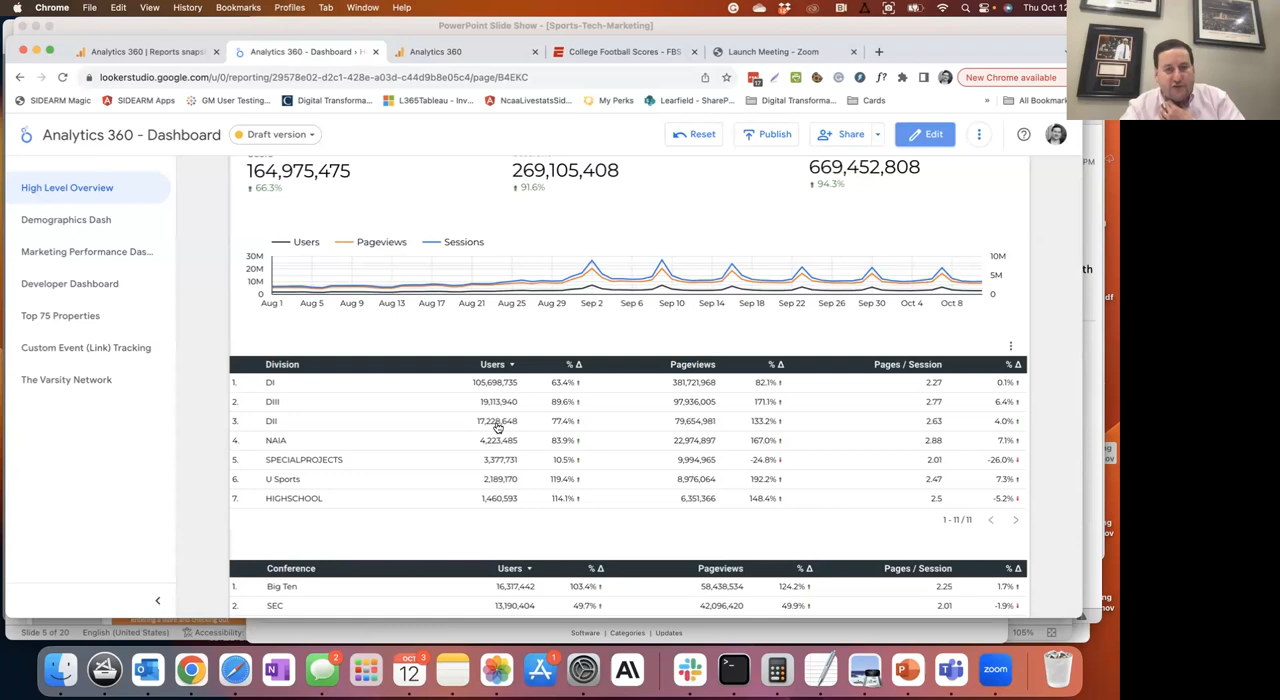 Chrome File Edit View History Bookmarks Profiles Tab Window Help Thu Oct 12
PowerPoint Slide Show - [Sports-Tech-Marketing]
Analytics 360 | Reports snaps Analytics 360 - Dashboard › H Analytics 360 College Football Scores - FBS Launch Meeting - Zoom
lookerstudio.google.com/u/0/reporting/29578e02-d2c1-428e-a03d-c44d9b8e05c4/page/B4EKC New Chrome available
SIDEARM Magic SIDEARM Apps GM User Testing... Digital Transforma... L365Tableau - Inv... NcaaLivestatsSid... My Perks Learfield - ShareP... Digital Transforma... Cards » All Bookmark
Analytics 360 - Dashboard Draft version Reset Publish Share Edit
High Level Overview
Demographics Dash
Marketing Performance Das...
Developer Dashboard
Top 75 Properties
Custom Event (Link) Tracking
The Varsity Network
164,975,475 269,105,408 669,452,808
66.3% 91.6% 94.3%
Users Pageviews Sessions
30M 10M
20M 5M
10M
0 0
Aug 1 Aug 5 Aug 9 Aug 13 Aug 17 Aug 21 Aug 25 Aug 29 Sep 2 Sep 6 Sep 10 Sep 14 Sep 18 Sep 22 Sep 26 Sep 30 Oct 4 Oct 8
Division Users % Δ Pageviews % Δ Pages / Session % Δ
1. DI 105,698,735 63.4% 381,721,968 82.1% 2.27 0.1%
2. DIII 19,113,940 89.6% 97,936,005 171.1% 2.77 6.4%
3. DII 17,228,648 77.4% 79,654,981 133.2% 2.63 4.0%
4. NAIA 4,223,485 83.9% 22,974,897 167.0% 2.88 7.1%
5. SPECIALPROJECTS 3,377,731 10.5% 9,994,965 -24.8% 2.01 -26.0%
6. U Sports 2,189,170 119.4% 8,976,064 192.2% 2.47 7.3%
7. HIGHSCHOOL 1,460,593 114.1% 6,351,366 148.4% 2.5 -5.2%
1 - 11 / 11
Conference Users % Δ Pageviews % Δ Pages / Session % Δ
1. Big Ten 16,317,442 103.4% 58,438,534 124.2% 2.25 1.7%
2. SEC 13,190,404 49.7% 42,096,420 49.9% 2.01 -1.9%
Slide 5 of 20 English (United States) Accessibility Software | Categories | Updates 105%
OCT 12
zoom